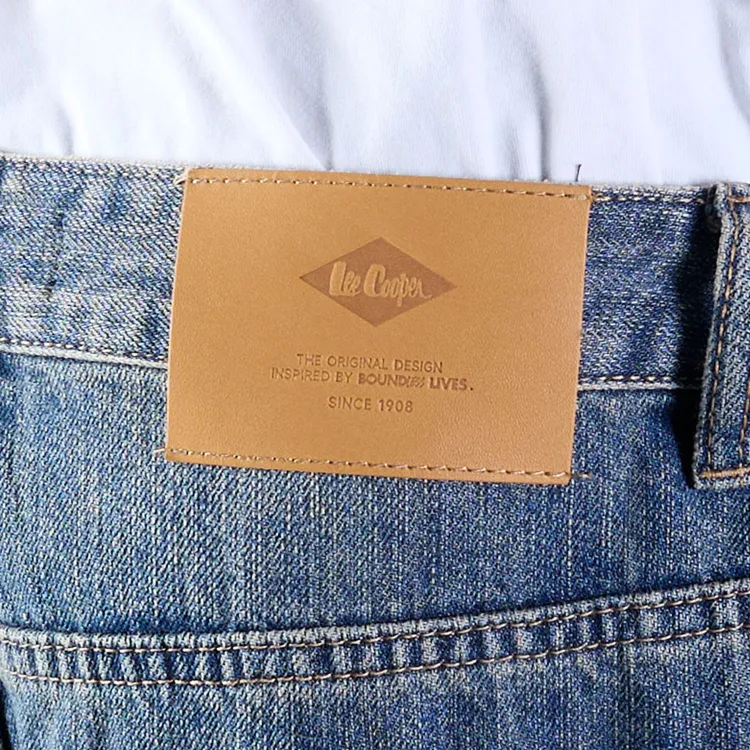 Lee Cooper
THE ORIGINAL DESIGN
INSPIRED BY BOUNDLESS LIVES.
SINCE 1908